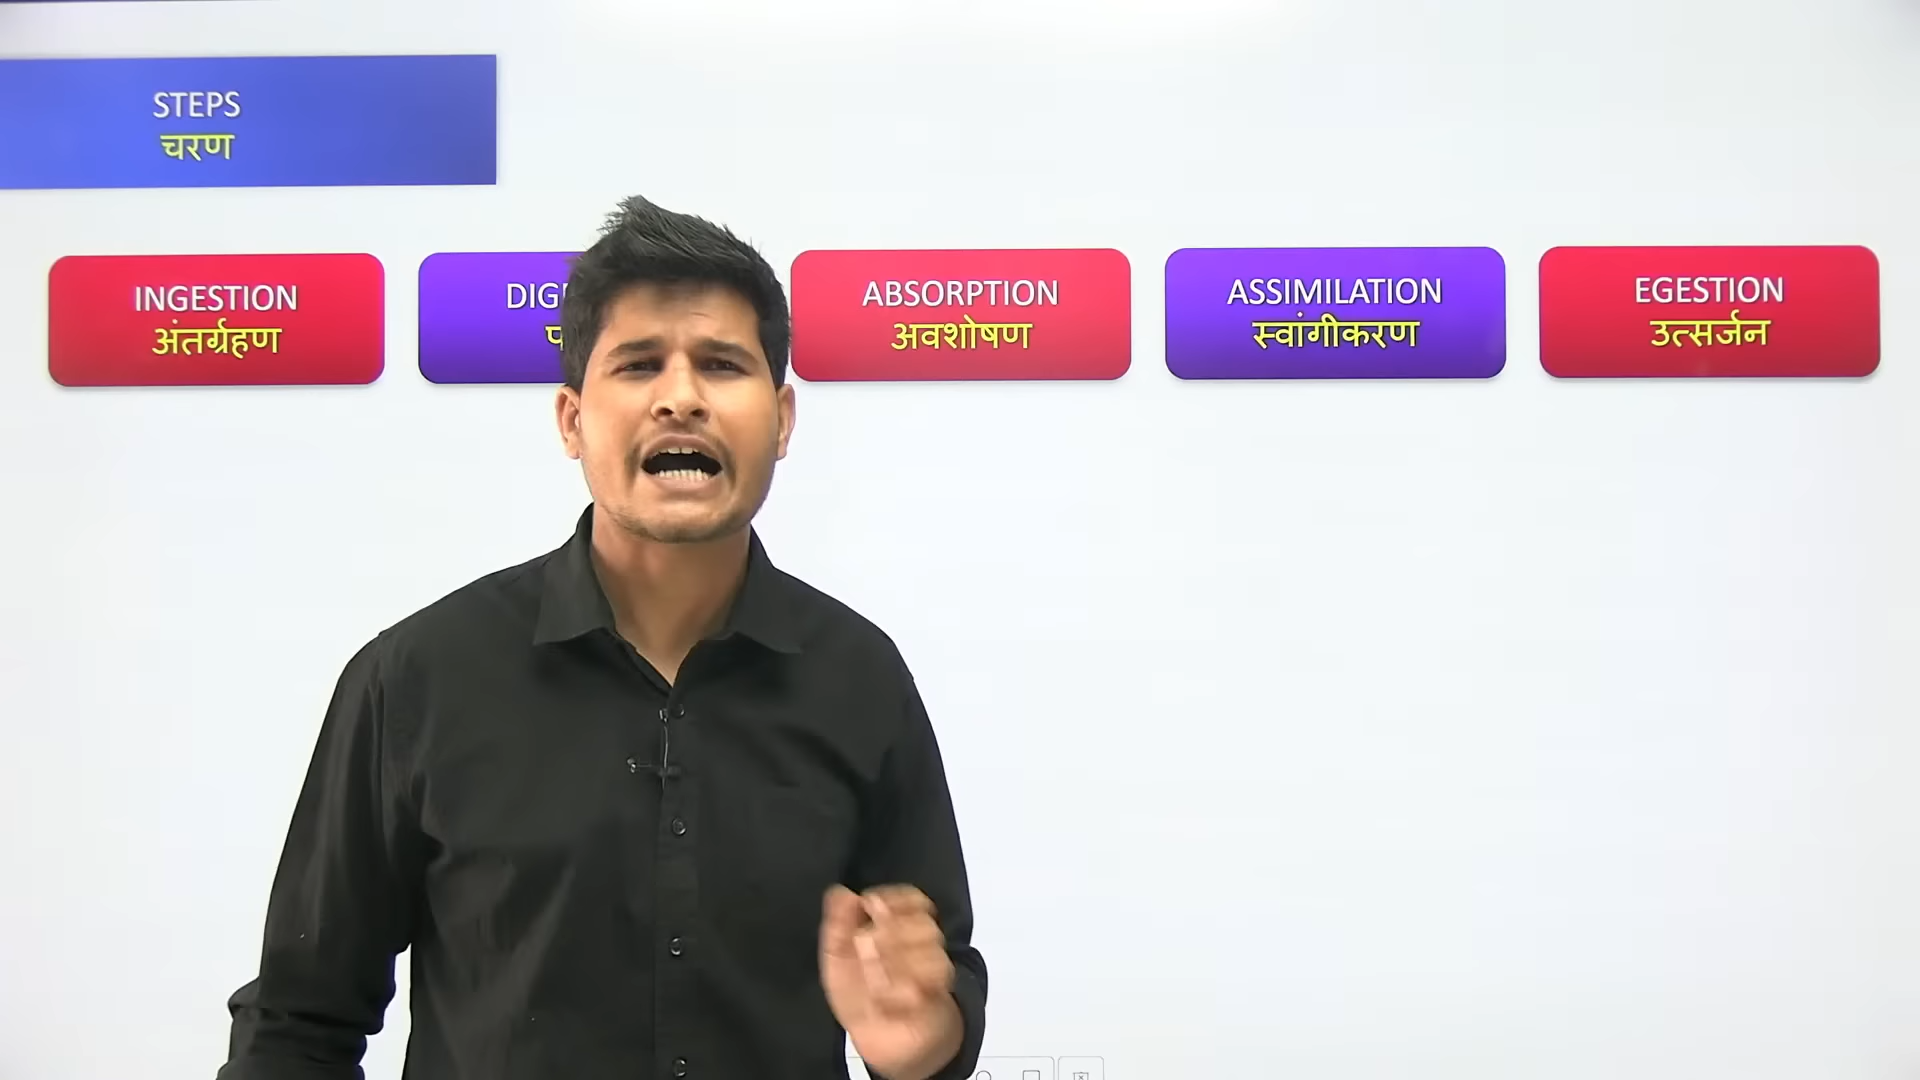 STEPS
चरण
INGESTION
अंतर्ग्रहण
ABSORPTION
अवशोषण
ASSIMILATION
स्वांगीकरण
EGESTION
उत्सर्जन